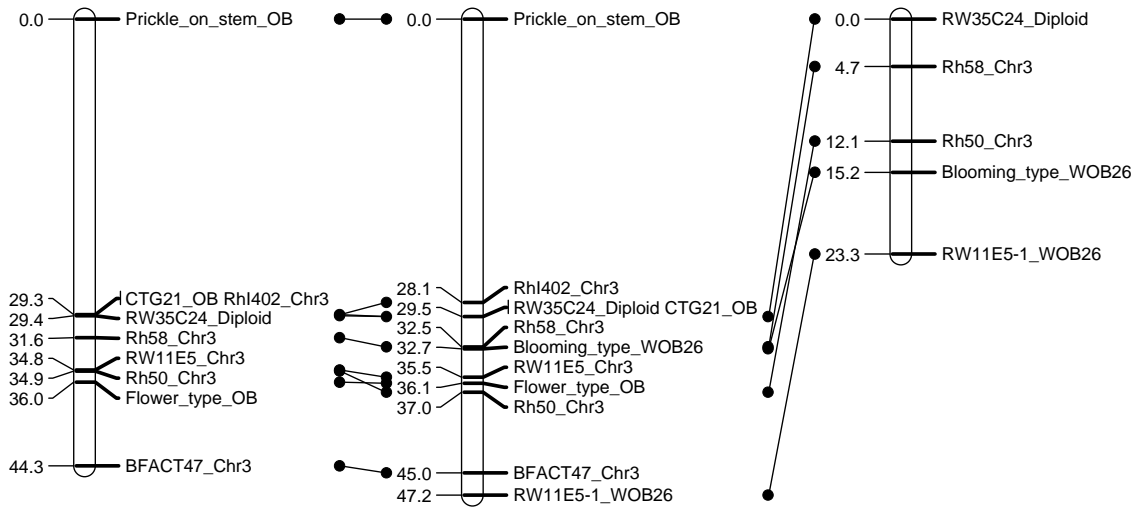 0.0 Prickle_on_stem_OB
29.3 CTG21_OB RhI402_Chr3
29.4 RW35C24_Diploid
31.6 Rh58_Chr3
34.8 RW11E5_Chr3
34.9 Rh50_Chr3
36.0 Flower_type_OB
44.3 BFACT47_Chr3
0.0 Prickle_on_stem_OB
28.1 RhI402_Chr3
29.5 RW35C24_Diploid CTG21_OB
32.5 Rh58_Chr3
32.7 Blooming_type_WOB26
35.5 RW11E5_Chr3
36.1 Flower_type_OB
37.0 Rh50_Chr3
45.0 BFACT47_Chr3
47.2 RW11E5-1_WOB26
0.0 RW35C24_Diploid
4.7 Rh58_Chr3
12.1 Rh50_Chr3
15.2 Blooming_type_WOB26
23.3 RW11E5-1_WOB26